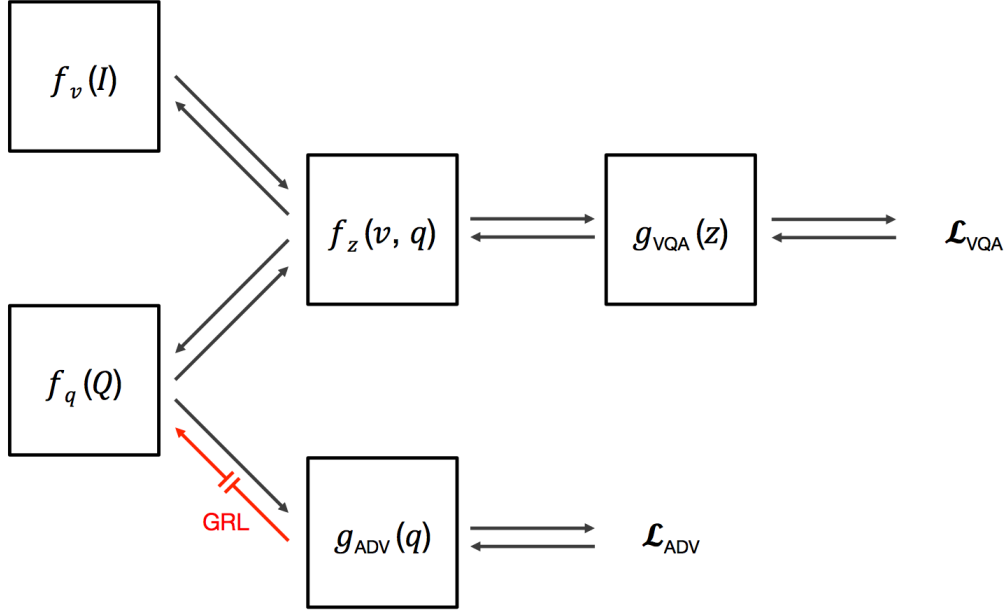 f_v(I)
f_z(v, q)
g_VQA(z)
ℒ_VQA
f_q(Q)
GRL
g_ADV(q)
ℒ_ADV